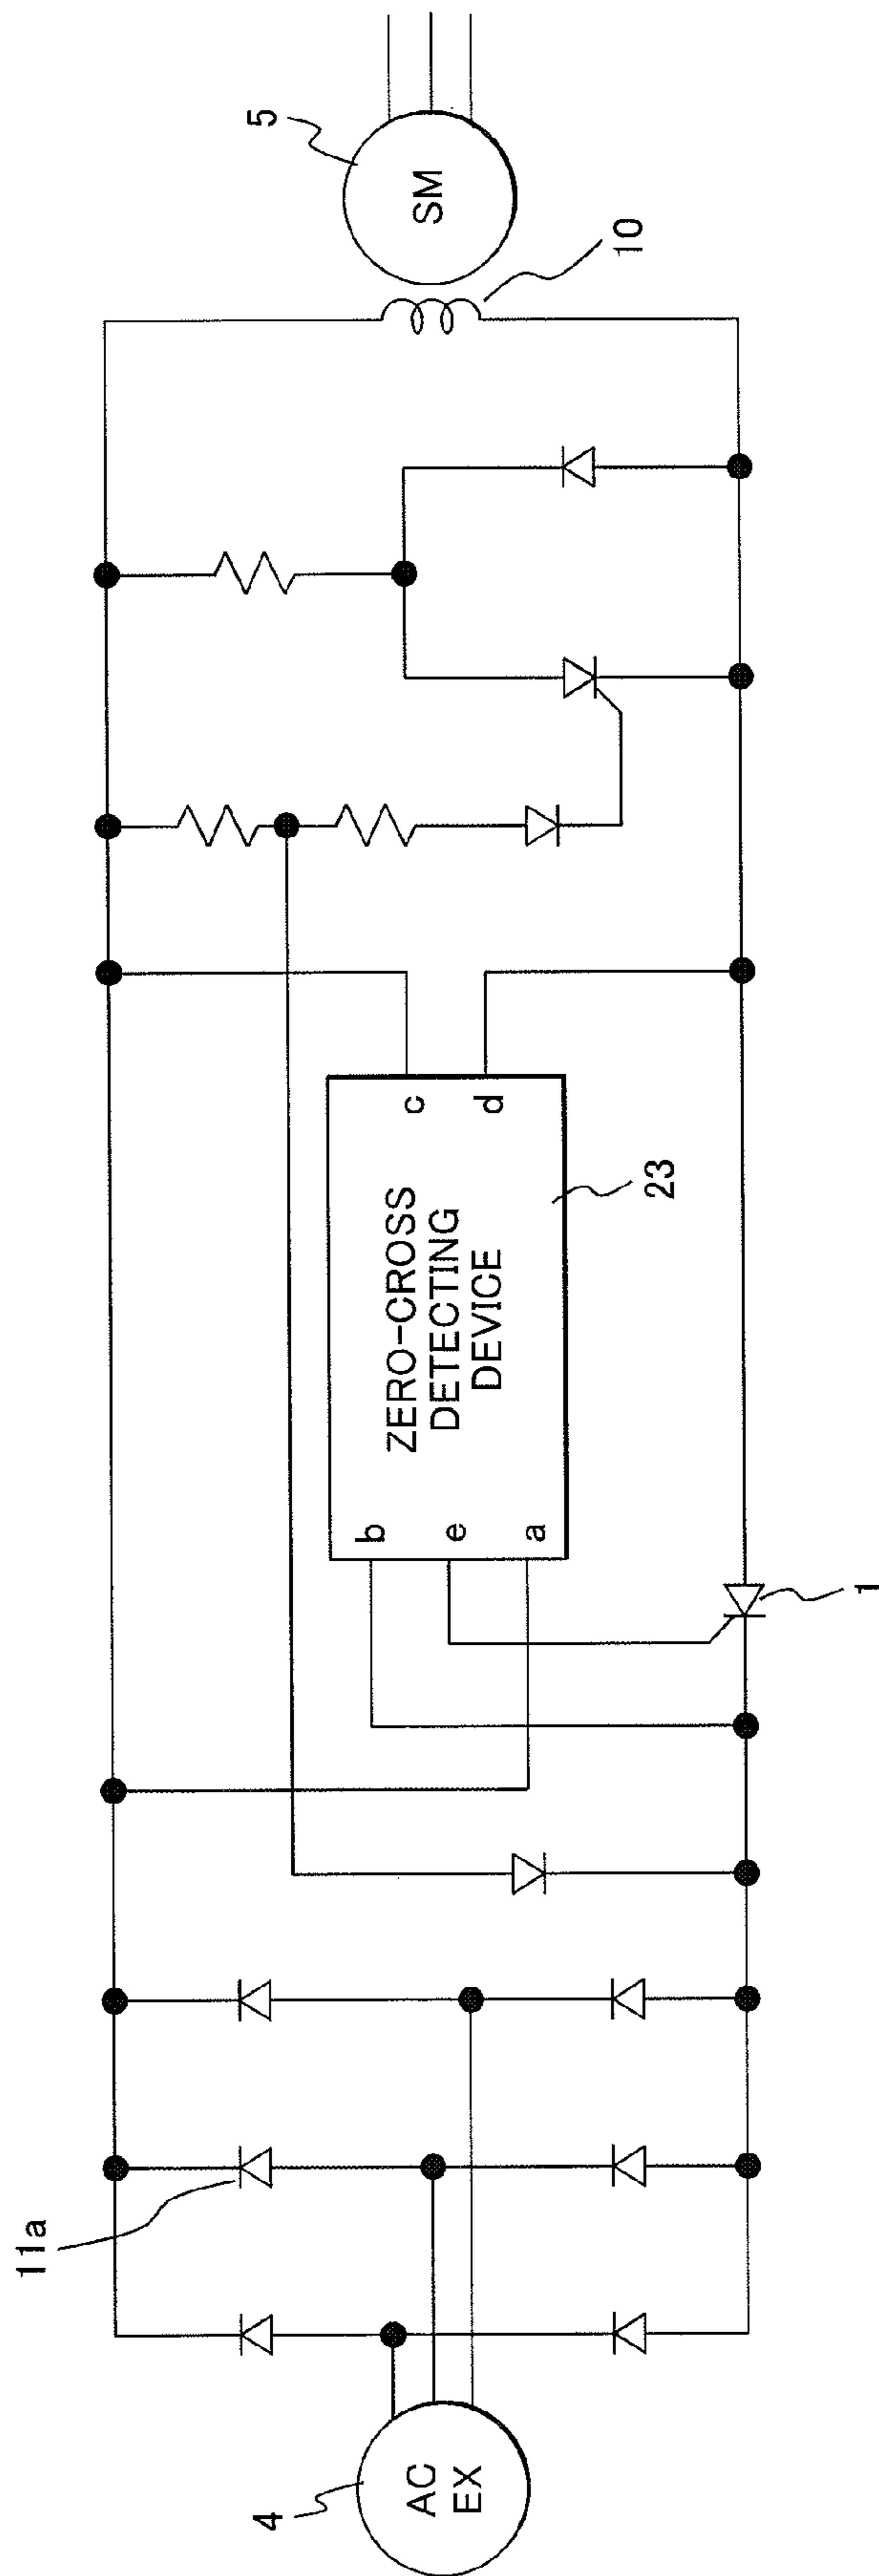 11a
4
AC
EX
b
e
a
ZERO-CROSS
DETECTING
DEVICE
c
d
23
1
5
SM
10